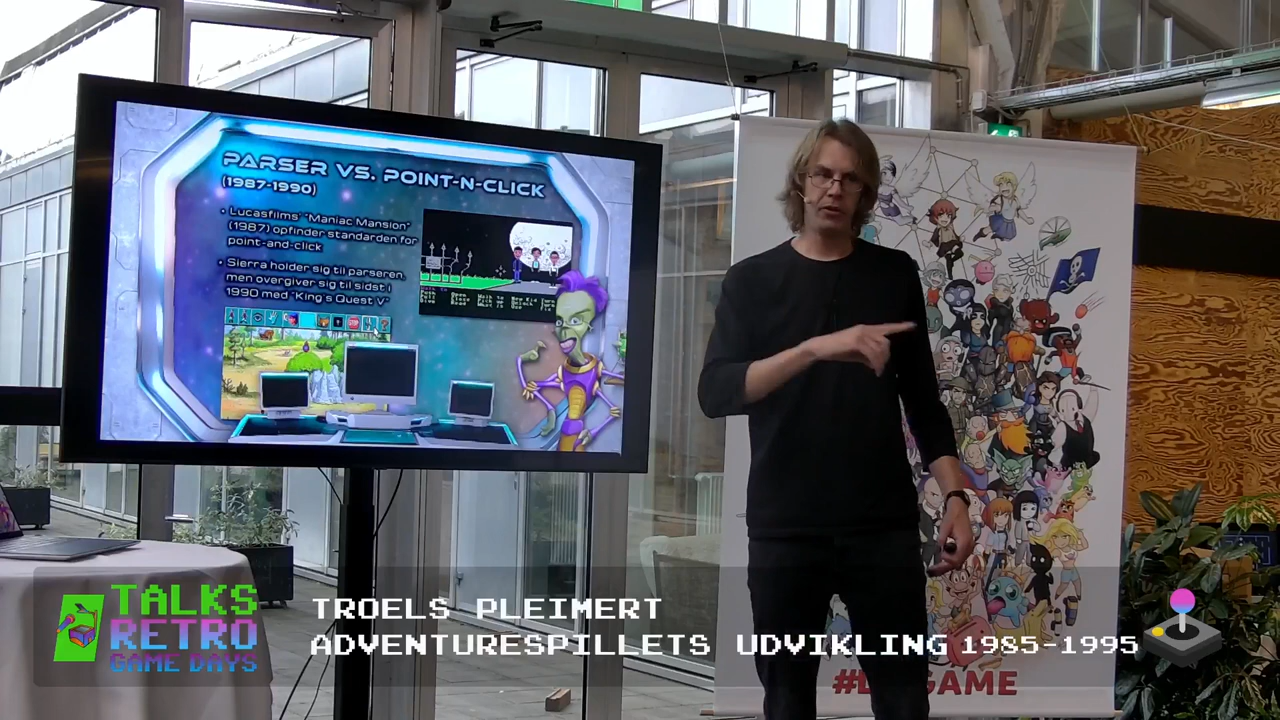 PARSER VS. POINT-N-CLICK
(1987-1990)
• Lucasfilms' "Maniac Mansion"
(1987) opfinder standarden for
point-and-click
• Sierra holder sig til parseren,
men overgiver sig til sidst i
1990 med "King's Quest V"
TALKS
RETRO
GAME DAYS
TROELS PLEIMERT
ADVENTURESPILLETS UDVIKLING 1985-1995
GAME